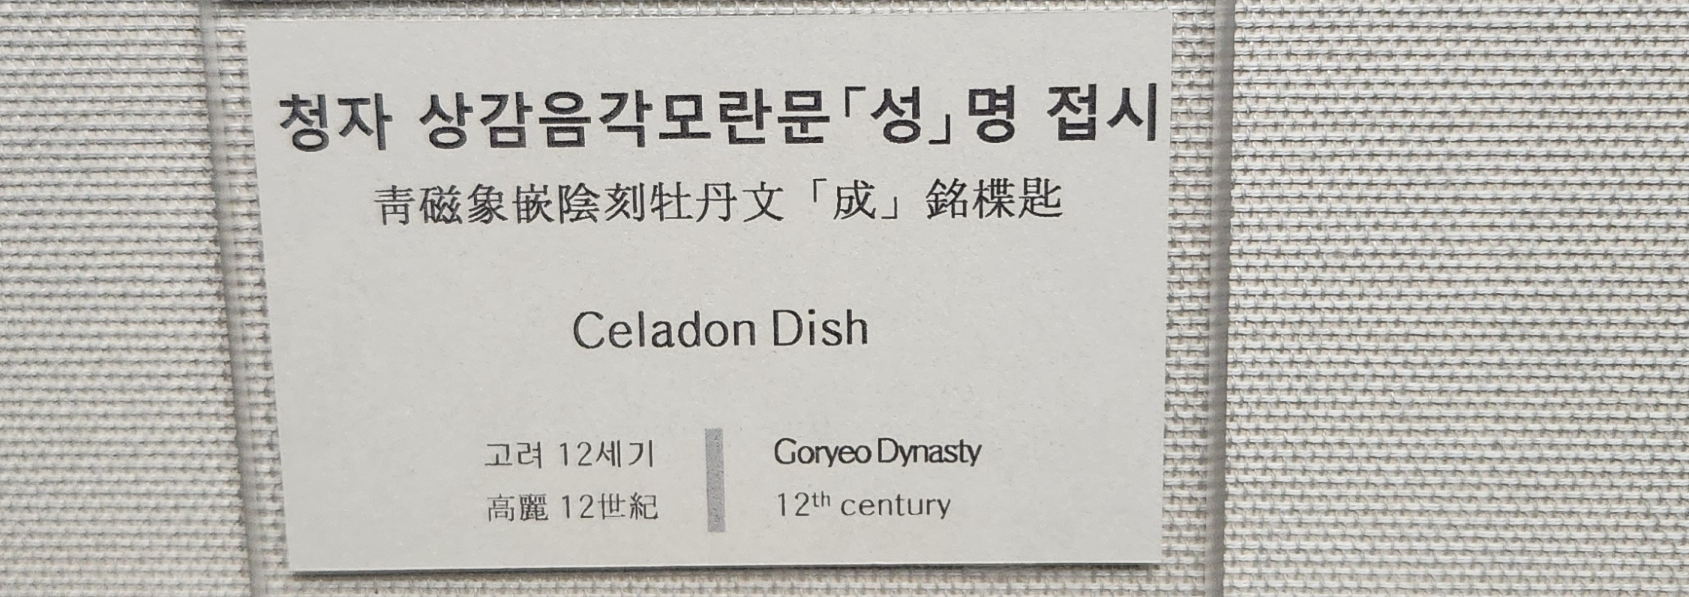 청자 상감음각모란문「성」명 접시
靑磁象嵌陰刻牡丹文「成」銘楪匙
Celadon Dish
고려 12세기
高麗 12世紀
Goryeo Dynasty
12th century